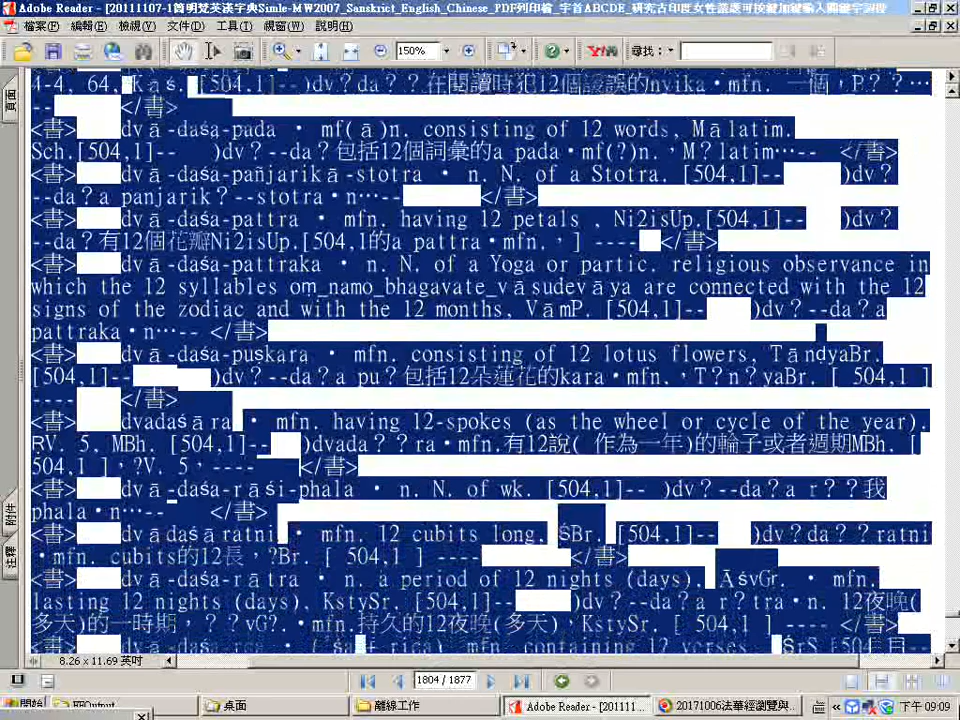 Adobe Reader - [20111107-1簡明梵英漢字典Simle-MW2007_Sanskrit_English_Chinese_PDF列印檔_字首ABCDE_研究古印度女性議題可按
檔案(F) 編輯(E) 檢視(V) 文件(D) 工具(T) 視窗(W) 說明(H)
150% 尋找：
頁面
4-4, 64, Kāś. [504,1]-- )dv？da？？在閱讀時犯12個謬誤的nyika‧mfn. 一個，P？？…
-- </書>
<書> dvā-daśa-pada ‧ mf(ā)n. consisting of 12 words, Mālatim.
Sch.[504,1]-- )dv？--da？包括12個詞彙的a pada‧mf(?)n.，M？latim…-- </書>
<書> dvā-daśa-pañjarikā-stotra ‧ n. N. of a Stotra. [504,1]-- )dv？
--da？a panjarik？--stotra‧n…-- </書>
<書> dvā-daśa-pattra ‧ mfn. having 12 petals , Ni2isUp.[504,1]-- )dv？
--da？有12個花瓣Ni2isUp.[504,1的a pattra‧mfn.，] ---- </書>
<書> dvā-daśa-pattraka ‧ n. N. of a Yoga or partic. religious observance in
which the 12 syllables oṃ_namo_bhagavate_vāsudevāya are connected with the 12
signs of the zodiac and with the 12 months, VāmP. [504,1]-- )dv？--da？a
pattraka‧n…-- </書>
<書> dvā-daśa-puṣkara ‧ mfn. consisting of 12 lotus flowers, TāṇḍyaBr.
[504,1]-- )dv？--da？a pu？包括12朵蓮花的kara‧mfn.，T？n？yaBr. [ 504,1 ]
---- </書>
<書> dvadaśāra ‧ mfn. having 12-spokes (as the wheel or cycle of the year).
RV. 5, MBh. [504,1]-- )dvada？？ra‧mfn.有12說( 作為一年)的輪子或者週期MBh. [
504,1 ]，?V. 5，---- </書>
<書> dvā-daśa-rāśi-phala ‧ n. N. of wk. [504,1]-- )dv？--da？a r？？我
phala‧n…-- </書>
<書> dvādaśāratni ‧ mfn. 12 cubits long, ŚBr. [504,1]-- )dv？da？？ratni
‧mfn. cubits的12長，?Br. [ 504,1 ] ---- </書>
<書> dvā-daśa-rātra ‧ n. a period of 12 nights (days), ĀśvGr. ‧ mfn.
lasting 12 nights (days), KstySr. [504,1]-- )dv？--da？a r？tra‧n. 12夜晚(
多天)的一時期，？？vG?.‧mfn.持久的12夜晚(多天)，KstySr. [ 504,1 ] ---- </書>
mfn. containing 12 verses
附件
注釋
8.26 x 11.69 英吋
1804 / 1877
開始 FFOutput 桌面 離線工作 Adobe Reader - [201111... 20171006法華經瀏覽與... 下午 09:09